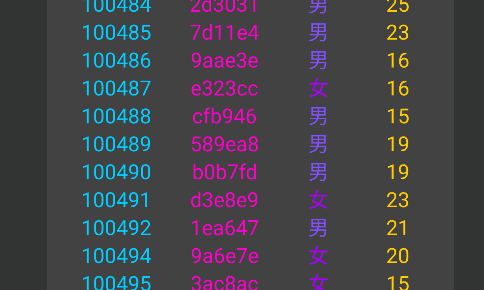 100484 2d3031 男 25
100485 7d11e4 男 23
100486 9aae3e 男 16
100487 e323cc 女 16
100488 cfb946 男 15
100489 589ea8 男 19
100490 b0b7fd 男 19
100491 d3e8e9 女 23
100492 1ea647 男 21
100494 9a6e7e 女 20
100495 3ac8ac 女 15